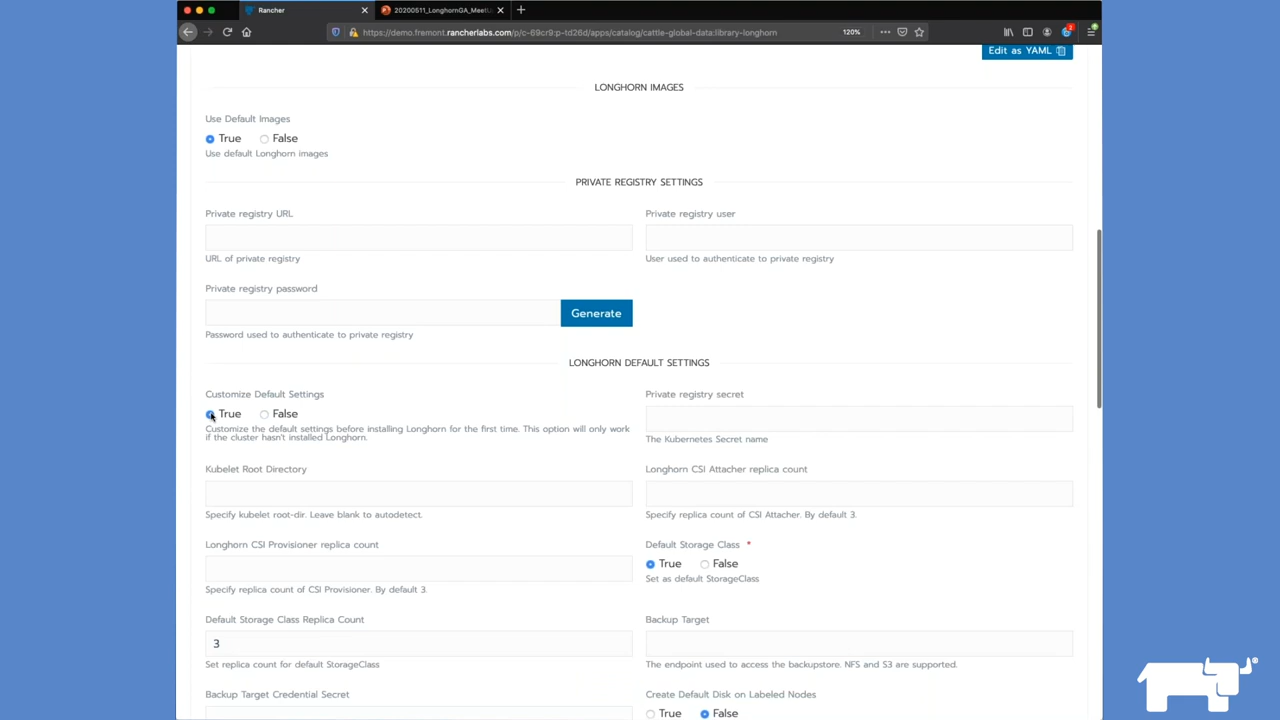 Rancher
20200511_LonghornGA_MeetU
https://demo.fremont.rancherlabs.com/p/c-69cr9:p-td26d/apps/catalog/cattle-global-data:library-longhorn
120%
2
Edit as YAML
LONGHORN IMAGES
Use Default Images
True False
Use default Longhorn images
PRIVATE REGISTRY SETTINGS
Private registry URL
URL of private registry
Private registry user
User used to authenticate to private registry
Private registry password
Generate
Password used to authenticate to private registry
LONGHORN DEFAULT SETTINGS
Customize Default Settings
True False
Customize the default settings before installing Longhorn for the first time. This option will only work
if the cluster hasn't installed Longhorn.
Private registry secret
The Kubernetes Secret name
Kubelet Root Directory
Specify kubelet root-dir. Leave blank to autodetect.
Longhorn CSI Attacher replica count
Specify replica count of CSI Attacher. By default 3.
Longhorn CSI Provisioner replica count
Specify replica count of CSI Provisioner. By default 3.
Default Storage Class *
True False
Set as default StorageClass
Default Storage Class Replica Count
3
Set replica count for default StorageClass
Backup Target
The endpoint used to access the backupstore. NFS and S3 are supported.
Backup Target Credential Secret
Create Default Disk on Labeled Nodes
True False
®